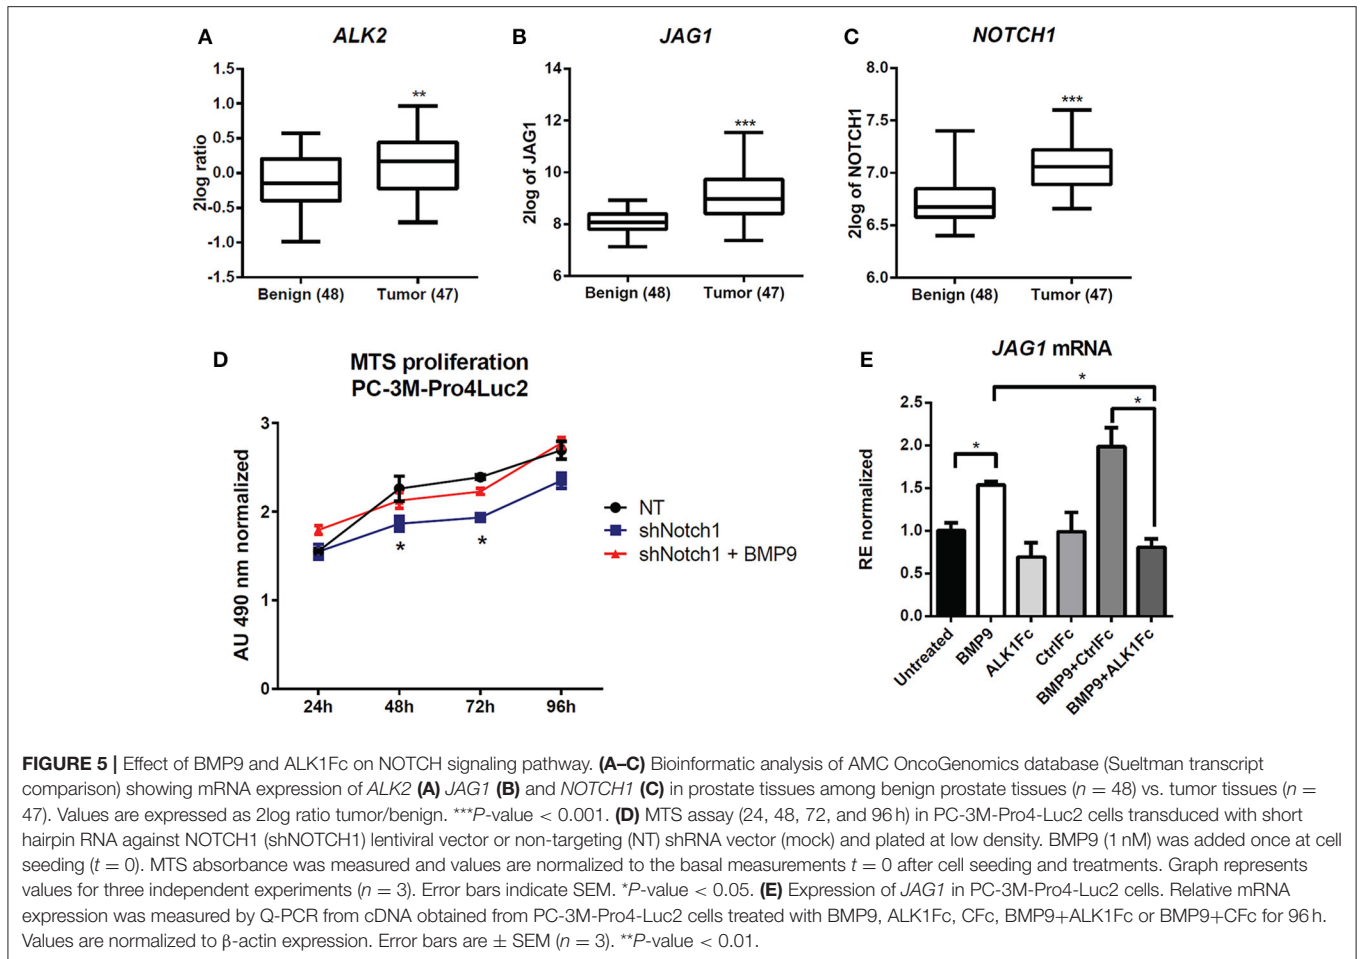 A
ALK2
2log ratio
1.5
1.0
0.5
0.0
-0.5
-1.0
-1.5
**
Benign (48)
Tumor (47)
B
JAG1
2log of JAG1
14
12
10
8
6
***
Benign (48)
Tumor (47)
C
NOTCH1
2log of NOTCH1
8.0
7.5
7.0
6.5
6.0
***
Benign (48)
Tumor (47)
D
MTS proliferation
PC-3M-Pro4Luc2
AU 490 nm normalized
3
2
1
0
*
*
24h
48h
72h
96h
NT
shNotch1
shNotch1 + BMP9
E
JAG1 mRNA
RE normalized
2.5
2.0
1.5
1.0
0.5
0.0
*
*
*
Untreated
BMP9
ALK1Fc
CtrlFc
BMP9+CtrlFc
BMP9+ALK1Fc
FIGURE 5 | Effect of BMP9 and ALK1Fc on NOTCH signaling pathway. (A–C) Bioinformatic analysis of AMC OncoGenomics database (Sueltman transcript
comparison) showing mRNA expression of ALK2 (A) JAG1 (B) and NOTCH1 (C) in prostate tissues among benign prostate tissues (n = 48) vs. tumor tissues (n =
47). Values are expressed as 2log ratio tumor/benign. ***P-value < 0.001. (D) MTS assay (24, 48, 72, and 96 h) in PC-3M-Pro4-Luc2 cells transduced with short
hairpin RNA against NOTCH1 (shNOTCH1) lentiviral vector or non-targeting (NT) shRNA vector (mock) and plated at low density. BMP9 (1 nM) was added once at cell
seeding (t = 0). MTS absorbance was measured and values are normalized to the basal measurements t = 0 after cell seeding and treatments. Graph represents
values for three independent experiments (n = 3). Error bars indicate SEM. *P-value < 0.05. (E) Expression of JAG1 in PC-3M-Pro4-Luc2 cells. Relative mRNA
expression was measured by Q-PCR from cDNA obtained from PC-3M-Pro4-Luc2 cells treated with BMP9, ALK1Fc, CFc, BMP9+ALK1Fc or BMP9+CFc for 96 h.
Values are normalized to β-actin expression. Error bars are ± SEM (n = 3). **P-value < 0.01.